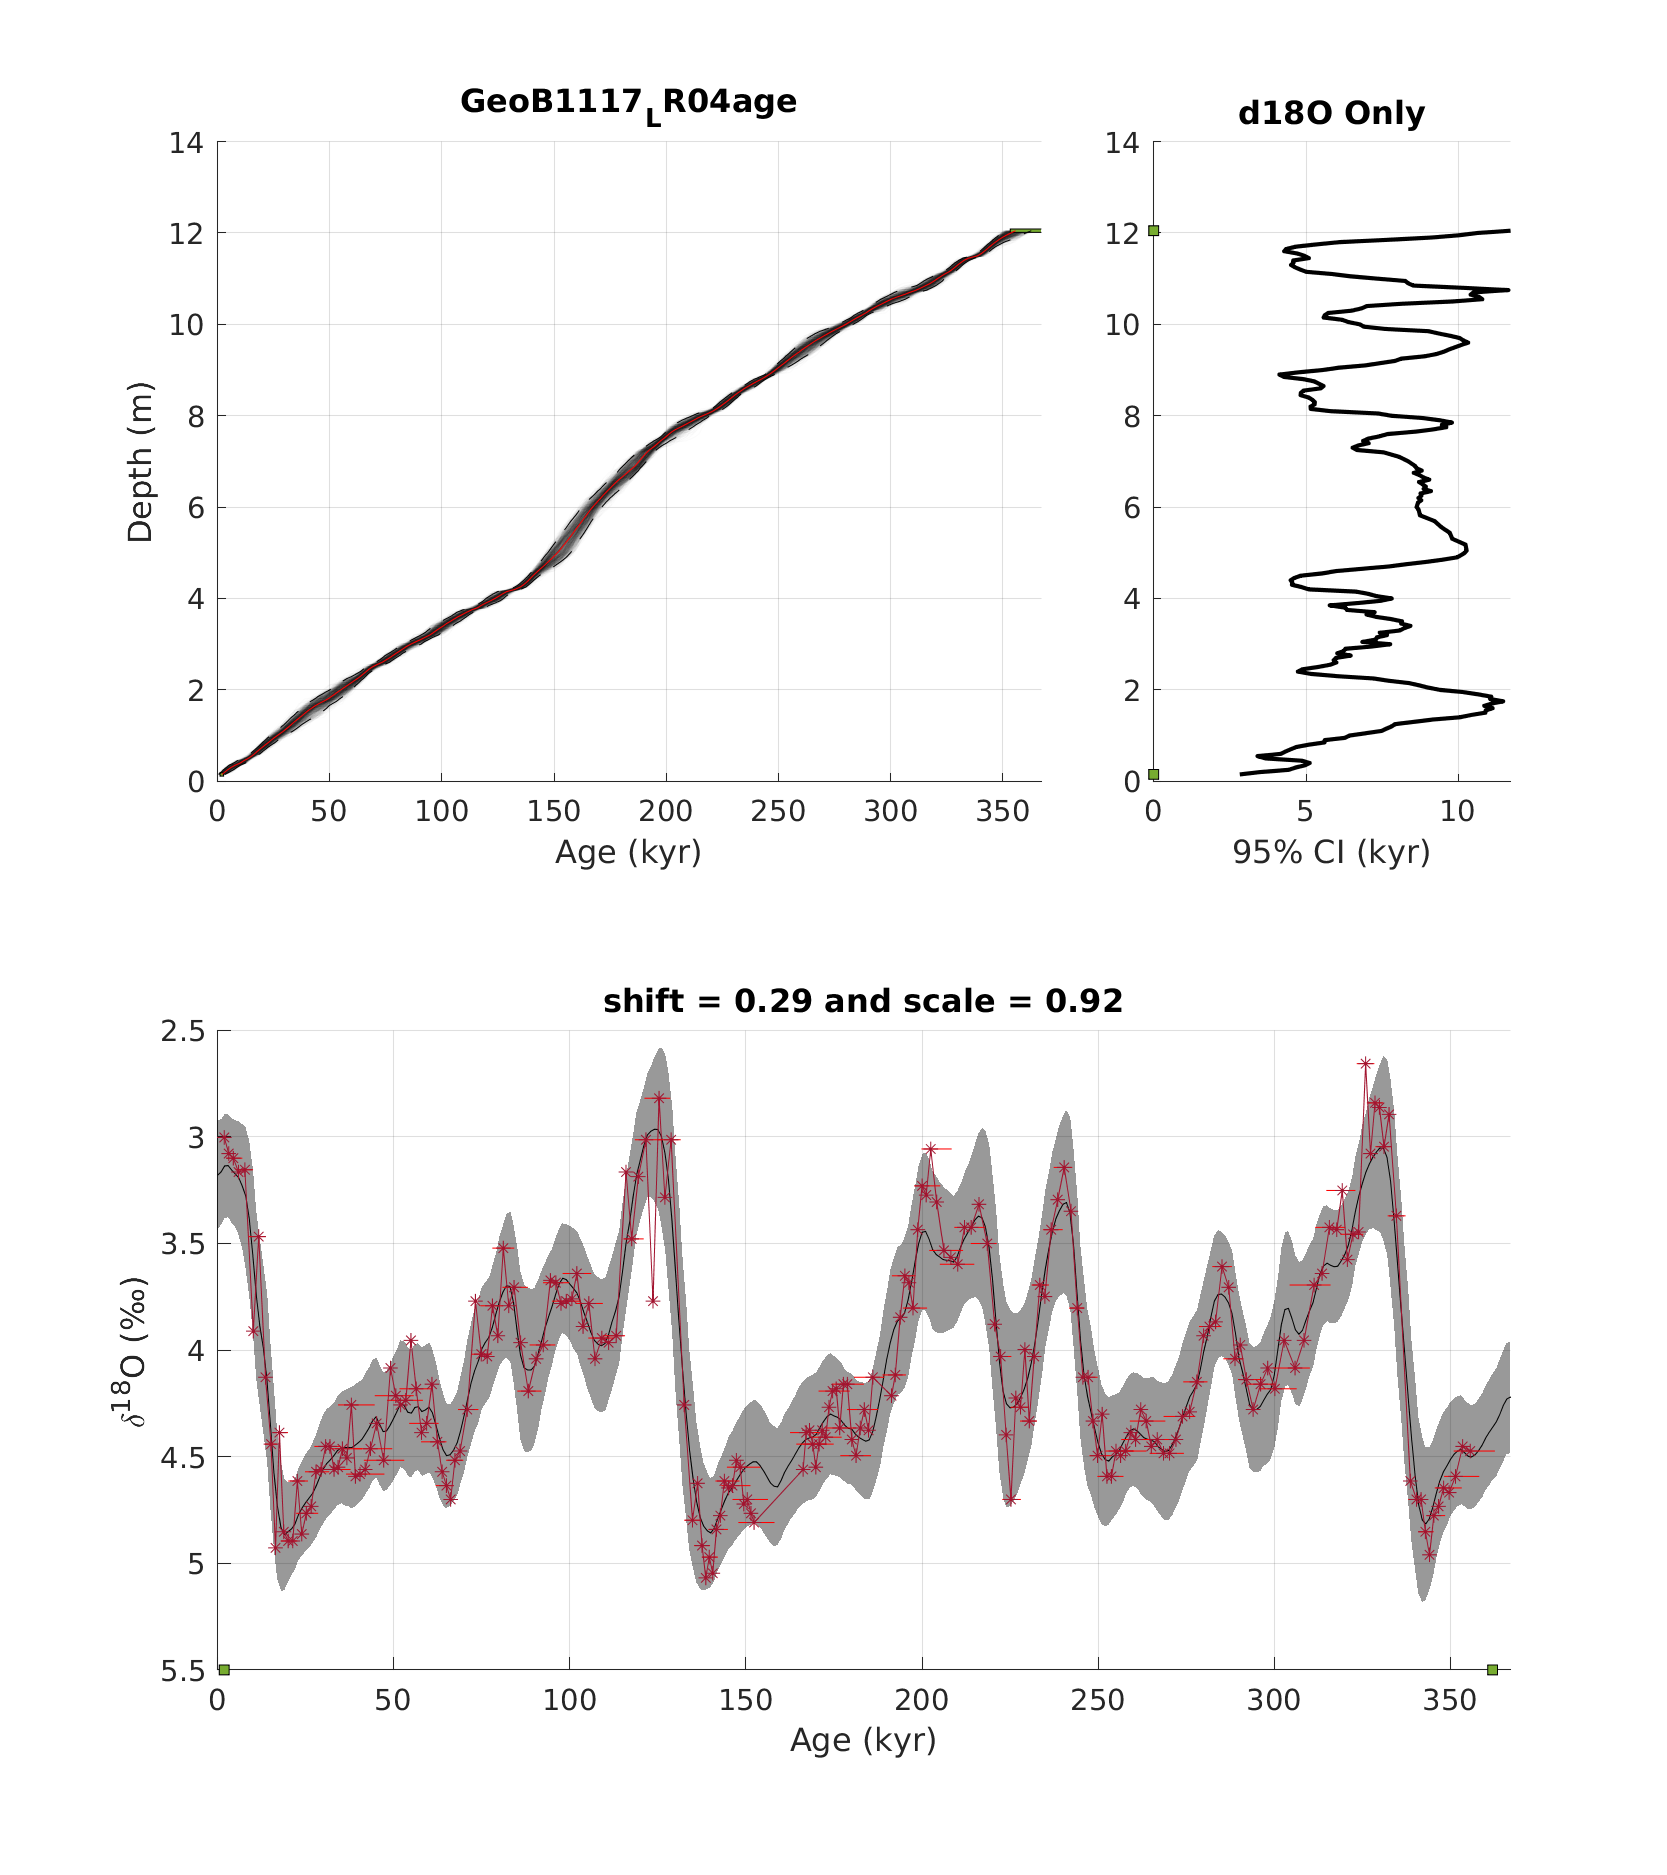 GeoB1117_LR04age
14
12
10
8
6
4
2
0
Depth (m)
0 50 100 150 200 250 300 350
Age (kyr)
d18O Only
14
12
10
8
6
4
2
0
0 5 10
95% CI (kyr)
shift = 0.29 and scale = 0.92
2.5
3
3.5
4
4.5
5
5.5
δ18O (‰)
0 50 100 150 200 250 300 350
Age (kyr)